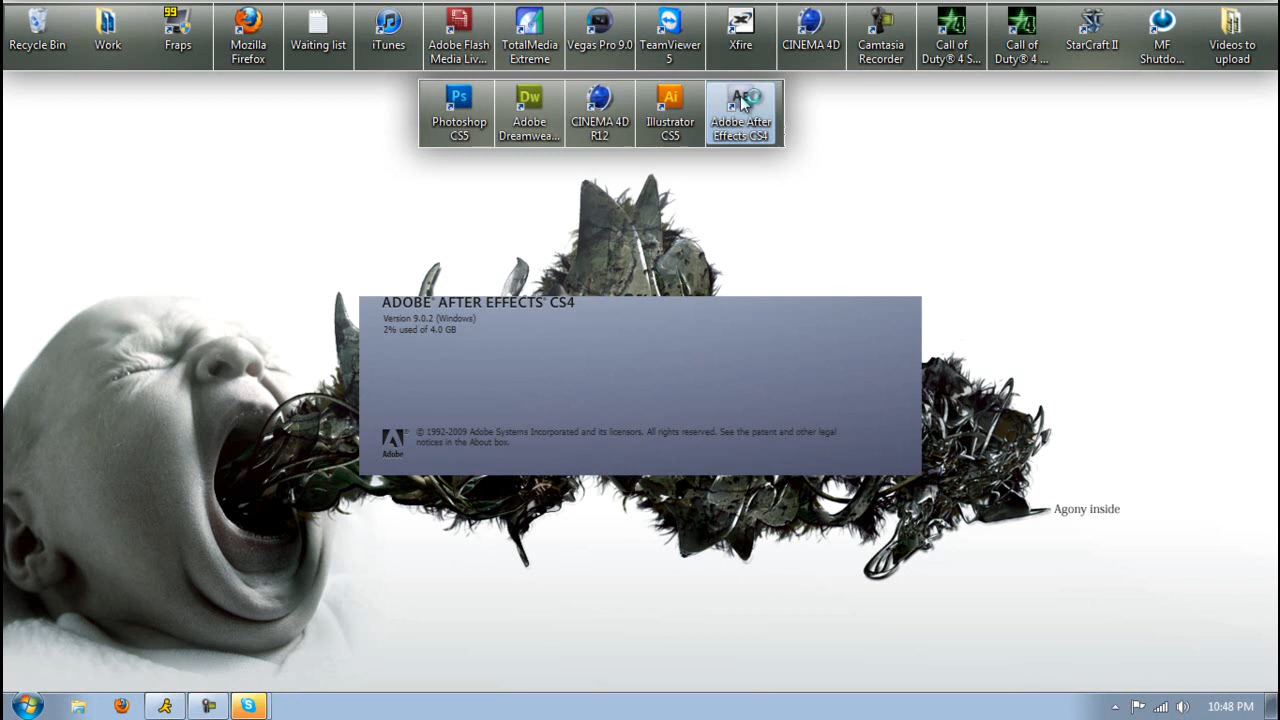 99
Recycle Bin
Work
Fraps
Mozilla
Firefox
Waiting list
iTunes
Adobe Flash
Media Liv...
TotalMedia
Extreme
Vegas Pro 9.0
TeamViewer
5
Xfire
CINEMA 4D
Camtasia
Recorder
Call of
Duty® 4 S...
Call of
Duty® 4 ...
StarCraft II
MF
Shutdo...
Videos to
upload
Ps
Photoshop
CS5
Dw
Adobe
Dreamwea...
CINEMA 4D
R12
Ai
Illustrator
CS5
Adobe After
Effects CS4
ADOBE® AFTER EFFECTS® CS4
Version 9.0.2 (Windows)
2% used of 4.0 GB
© 1992-2009 Adobe Systems Incorporated and its licensors. All rights reserved. See the patent and other legal
notices in the About box.
Adobe
Agony inside
10:48 PM